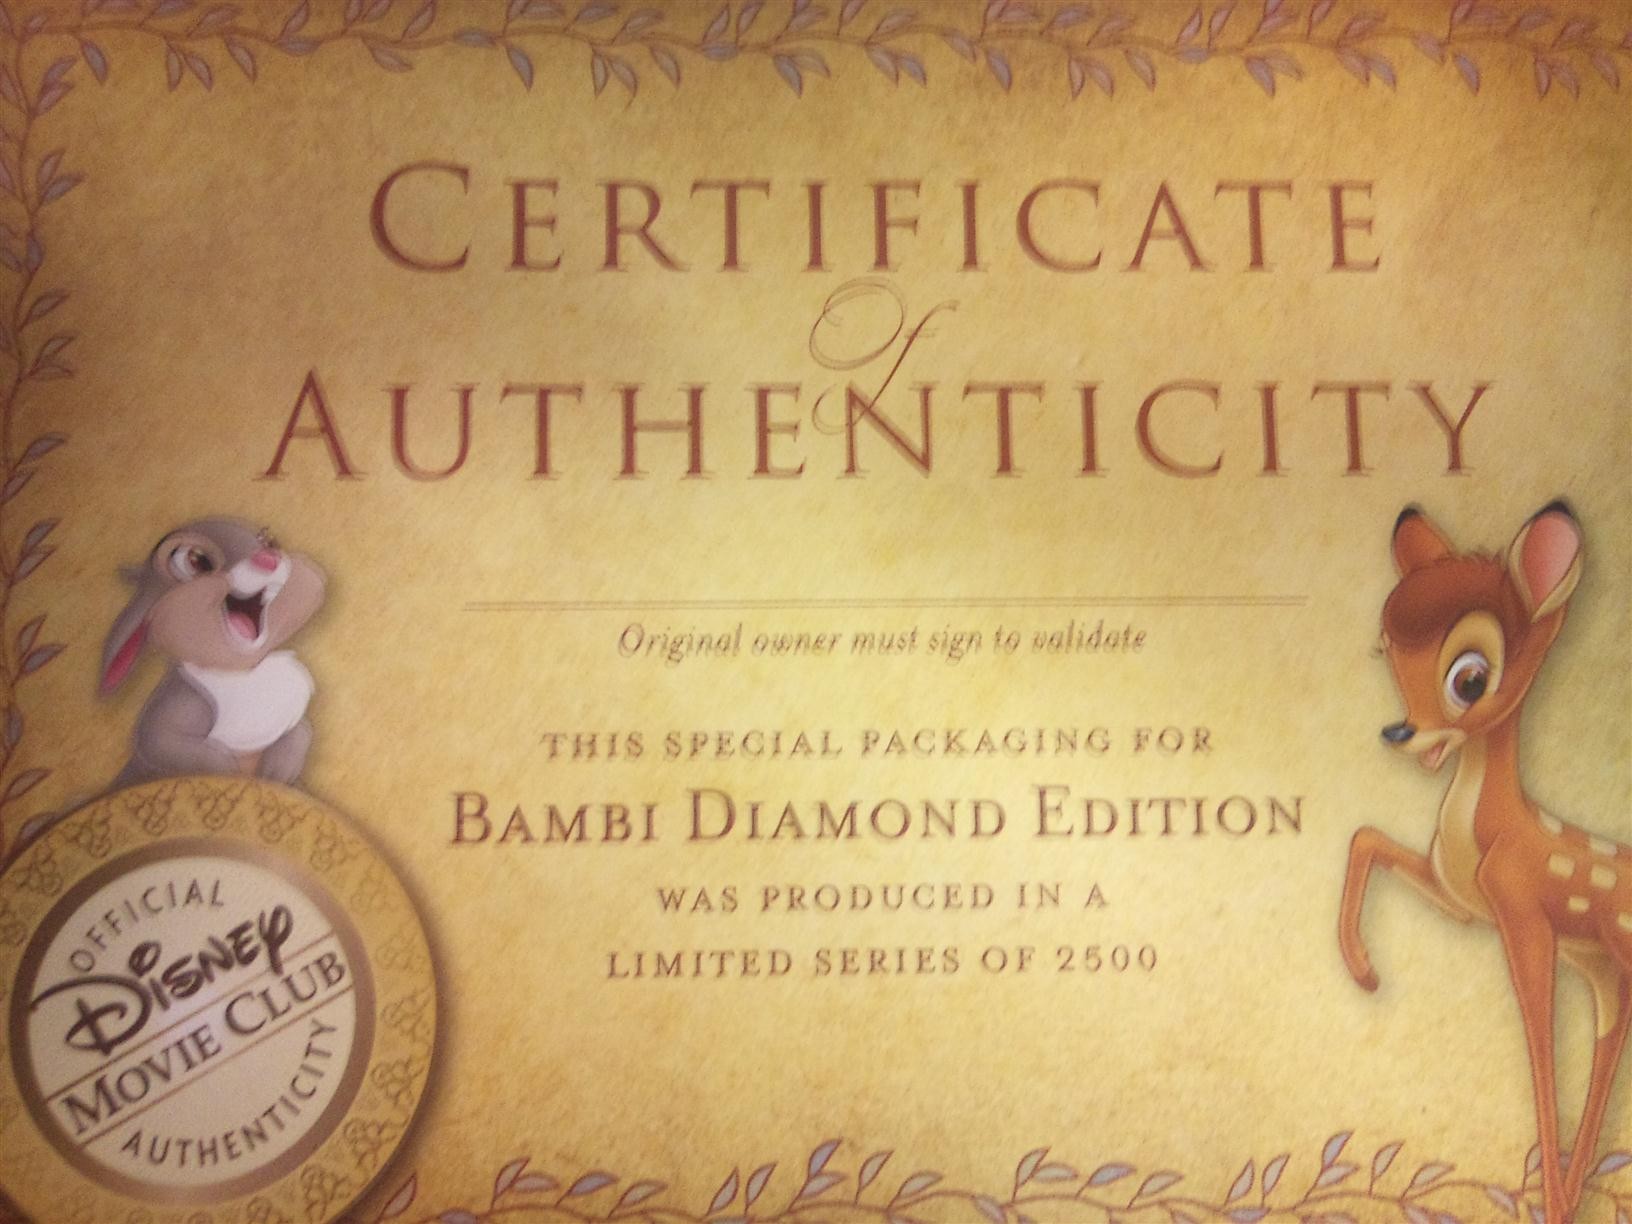 CERTIFICATE
Of
AUTHENTICITY
Original owner must sign to validate
THIS SPECIAL PACKAGING FOR
BAMBI DIAMOND EDITION
WAS PRODUCED IN A
LIMITED SERIES OF 2500
OFFICIAL
DISNEY
MOVIE CLUB
AUTHENTICITY